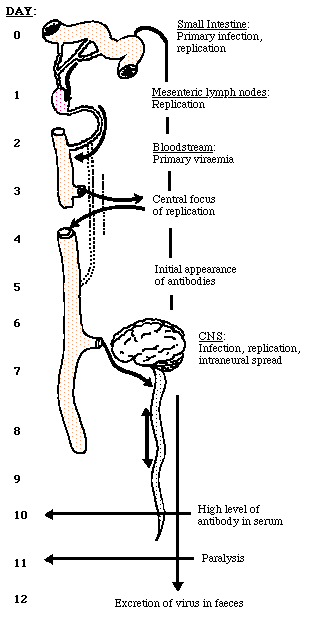 DAY:
0
Small Intestine:
Primary infection,
replication
1
Mesenteric lymph nodes:
Replication
2
Bloodstream:
Primary viraemia
3
Central focus
of replication
4
Initial appearance
of antibodies
5
6
CNS:
Infection, replication,
intraneural spread
7
8
9
10
High level of
antibody in serum
11
Paralysis
12
Excretion of virus in faeces